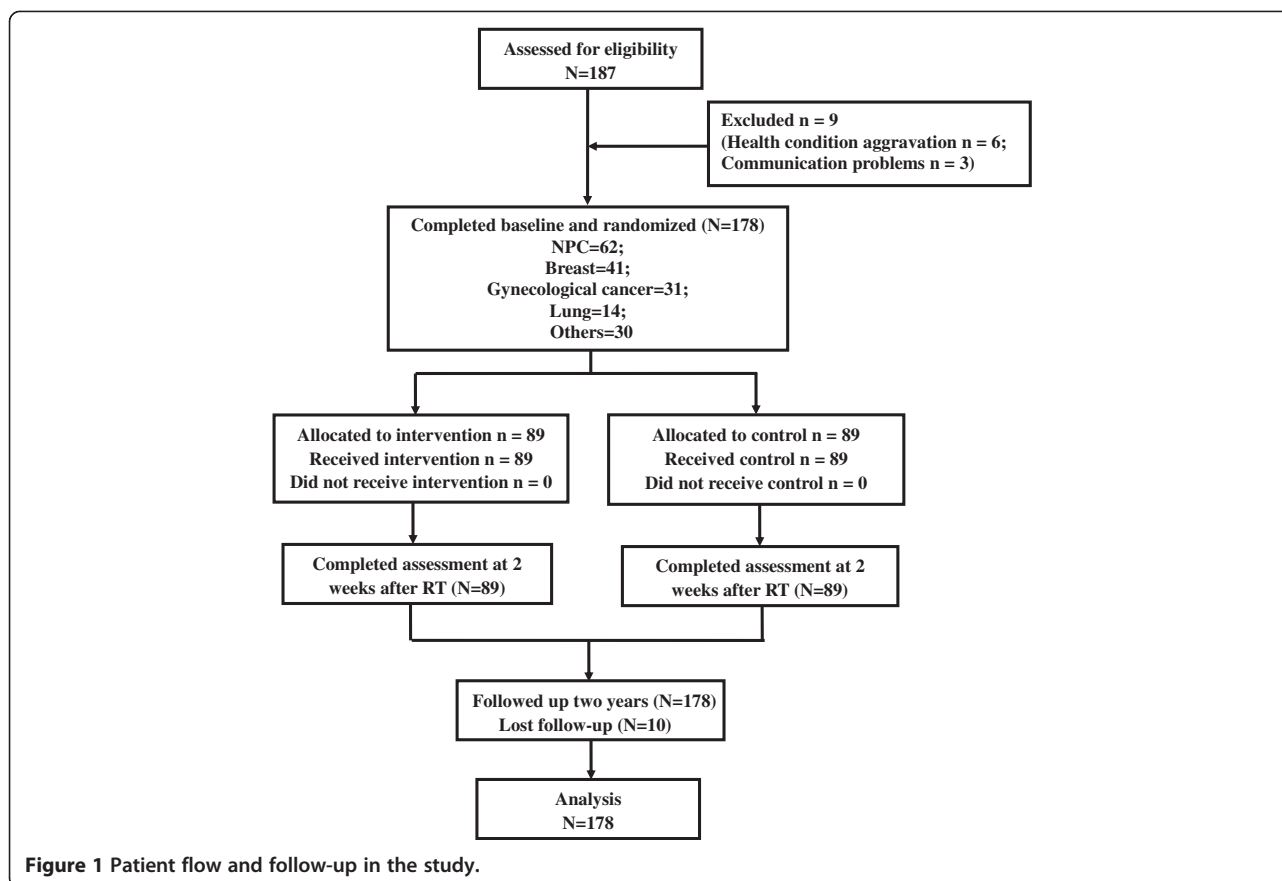 Assessed for eligibility
N=187
Excluded n = 9
(Health condition aggravation n = 6;
Communication problems n = 3)
Completed baseline and randomized (N=178)
NPC=62;
Breast=41;
Gynecological cancer=31;
Lung=14;
Others=30
Allocated to intervention n = 89
Received intervention n = 89
Did not receive intervention n = 0
Allocated to control n = 89
Received control n = 89
Did not receive control n = 0
Completed assessment at 2
weeks after RT (N=89)
Completed assessment at 2
weeks after RT (N=89)
Followed up two years (N=178)
Lost follow-up (N=10)
Analysis
N=178
Figure 1 Patient flow and follow-up in the study.